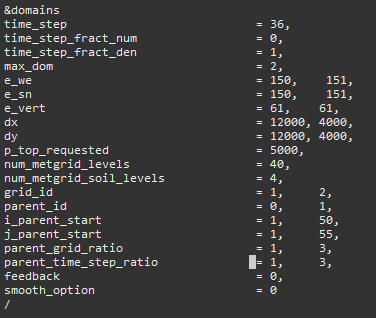 &domains
time_step = 36,
time_step_fract_num = 0,
time_step_fract_den = 1,
max_dom = 2,
e_we = 150, 151,
e_sn = 150, 151,
e_vert = 61, 61,
dx = 12000, 4000,
dy = 12000, 4000,
p_top_requested = 5000,
num_metgrid_levels = 40,
num_metgrid_soil_levels = 4,
grid_id = 1, 2,
parent_id = 0, 1,
i_parent_start = 1, 50,
j_parent_start = 1, 55,
parent_grid_ratio = 1, 3,
parent_time_step_ratio = 1, 3,
feedback = 0,
smooth_option = 0
/